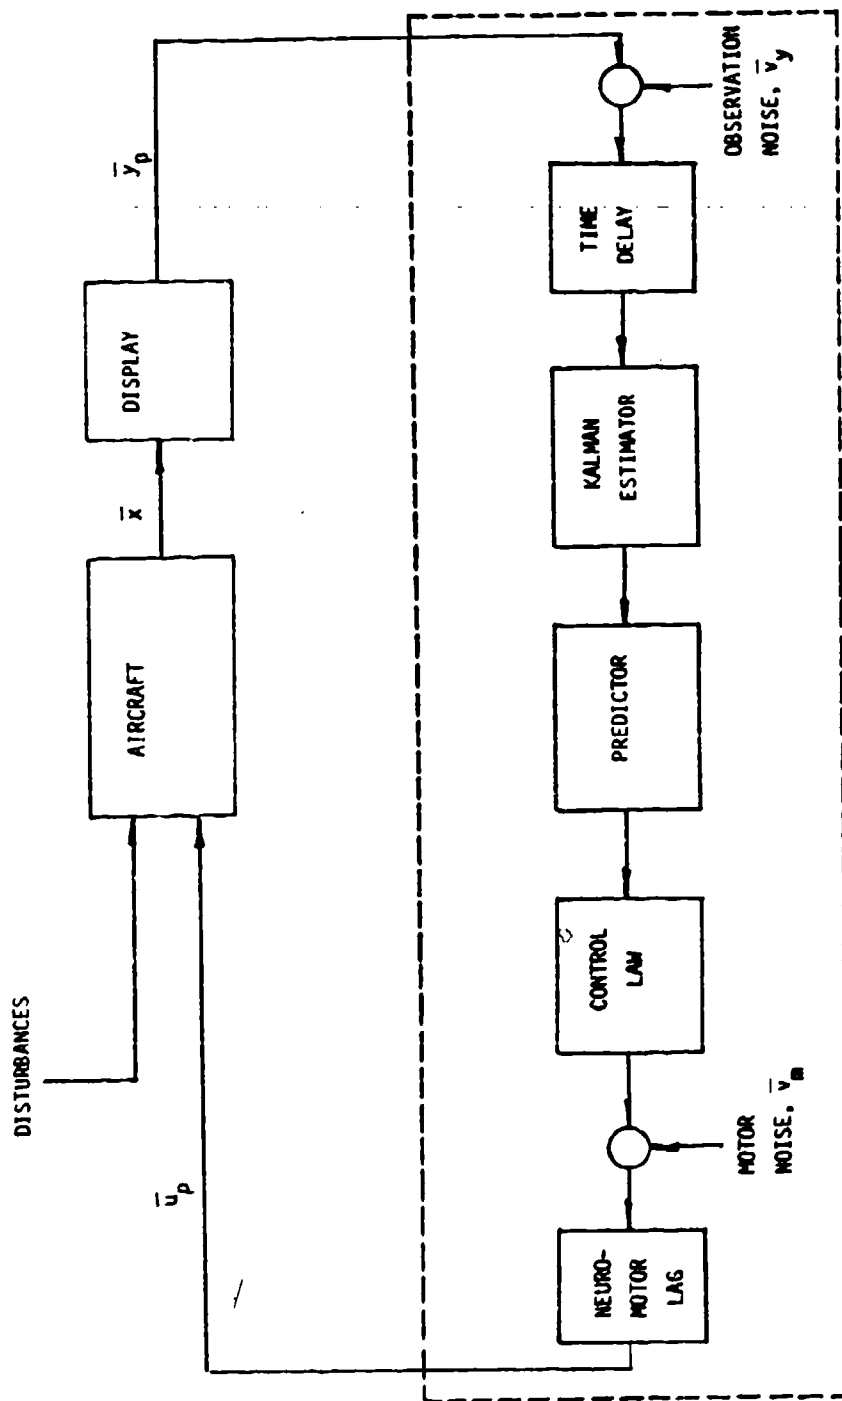 DISTURBANCES
AIRCRAFT
x̄
DISPLAY
ȳp
ūp
NEURO-
MOTOR
LAG
MOTOR
NOISE, v̄m
CONTROL
LAW
PREDICTOR
KALMAN
ESTIMATOR
TIME
DELAY
OBSERVATION
NOISE, v̄y